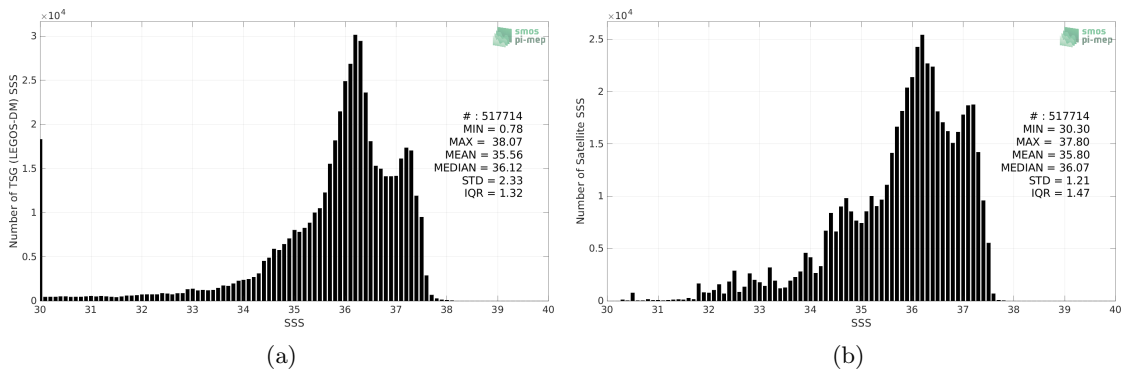 ×10⁴
3
2.5
2
1.5
1
0.5
0
Number of TSG (LEGOS-DM) SSS
30 31 32 33 34 35 36 37 38 39 40
SSS
smos
pi-mep
# : 517714
MIN = 0.78
MAX = 38.07
MEAN = 35.56
MEDIAN = 36.12
STD = 2.33
IQR = 1.32
(a)
×10⁴
2.5
2
1.5
1
0.5
0
Number of Satellite SSS
30 31 32 33 34 35 36 37 38 39 40
SSS
smos
pi-mep
# : 517714
MIN = 30.30
MAX = 37.80
MEAN = 35.80
MEDIAN = 36.07
STD = 1.21
IQR = 1.47
(b)